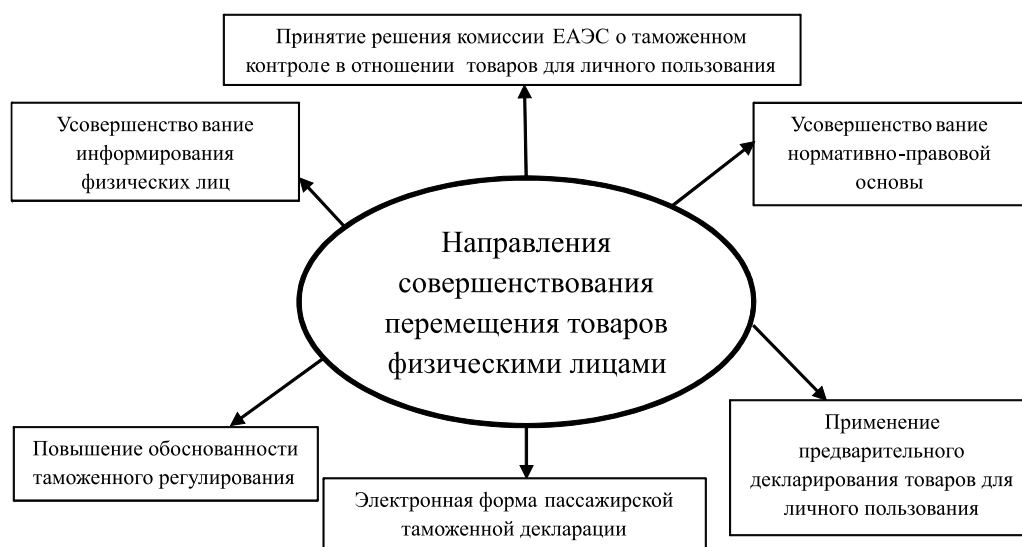 Принятие решения комиссии ЕАЭС о таможенном
контроле в отношении товаров для личного пользования
Усовершенство вание
информирования
физических лиц
Усовершенство вание
нормативно-правовой
основы
Направления
совершенствования
перемещения товаров
физическими лицами
Повышение обоснованности
таможенного регулирования
Электронная форма пассажирской
таможенной декларации
Применение
предварительного
декларирования товаров для
личного пользования